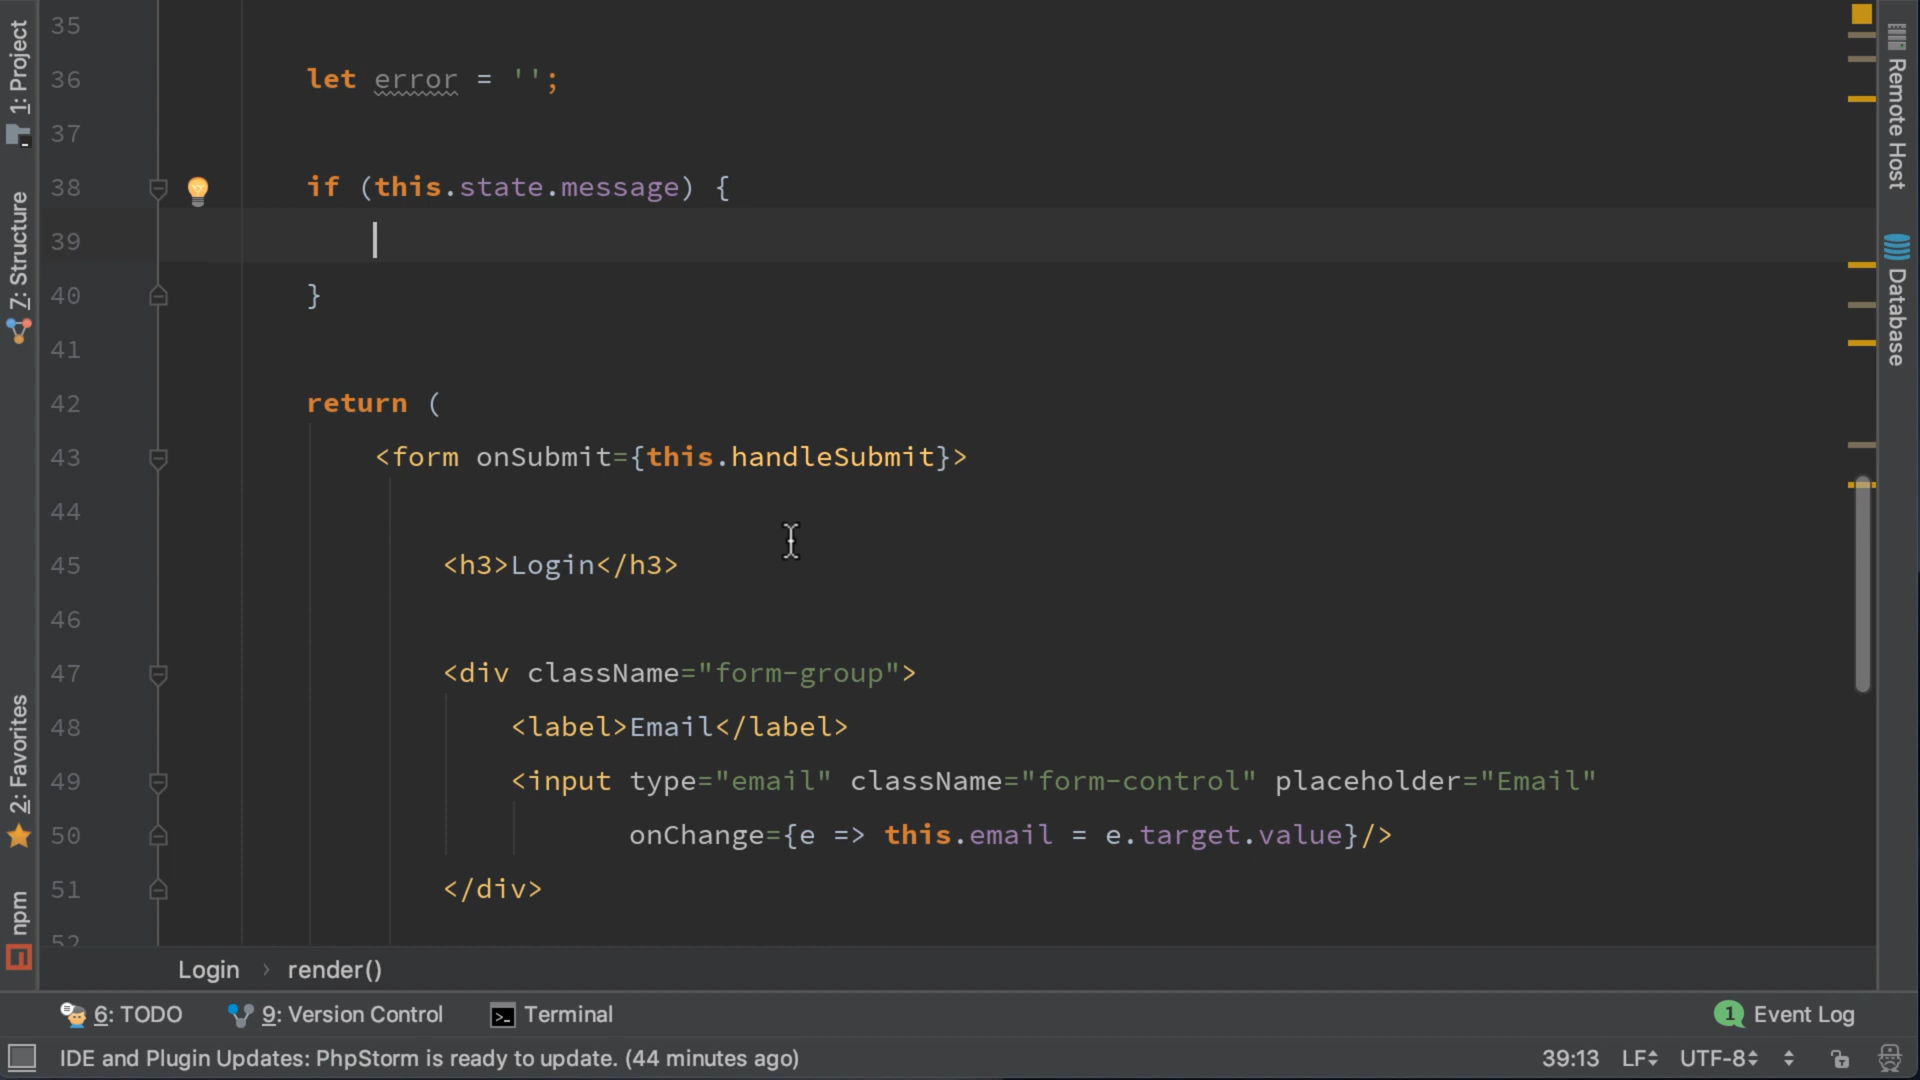 1: Project
7: Structure
2: Favorites
npm
35
36 let error = '';
37
38 if (this.state.message) {
39
40 }
41
42 return (
43 <form onSubmit={this.handleSubmit}>
44
45 <h3>Login</h3>
46
47 <div className="form-group">
48 <label>Email</label>
49 <input type="email" className="form-control" placeholder="Email"
50 onChange={e => this.email = e.target.value}/>
51 </div>
52
Remote Host
Database
Login › render()
6: TODO 9: Version Control Terminal 1 Event Log
IDE and Plugin Updates: PhpStorm is ready to update. (44 minutes ago) 39:13 LF UTF-8